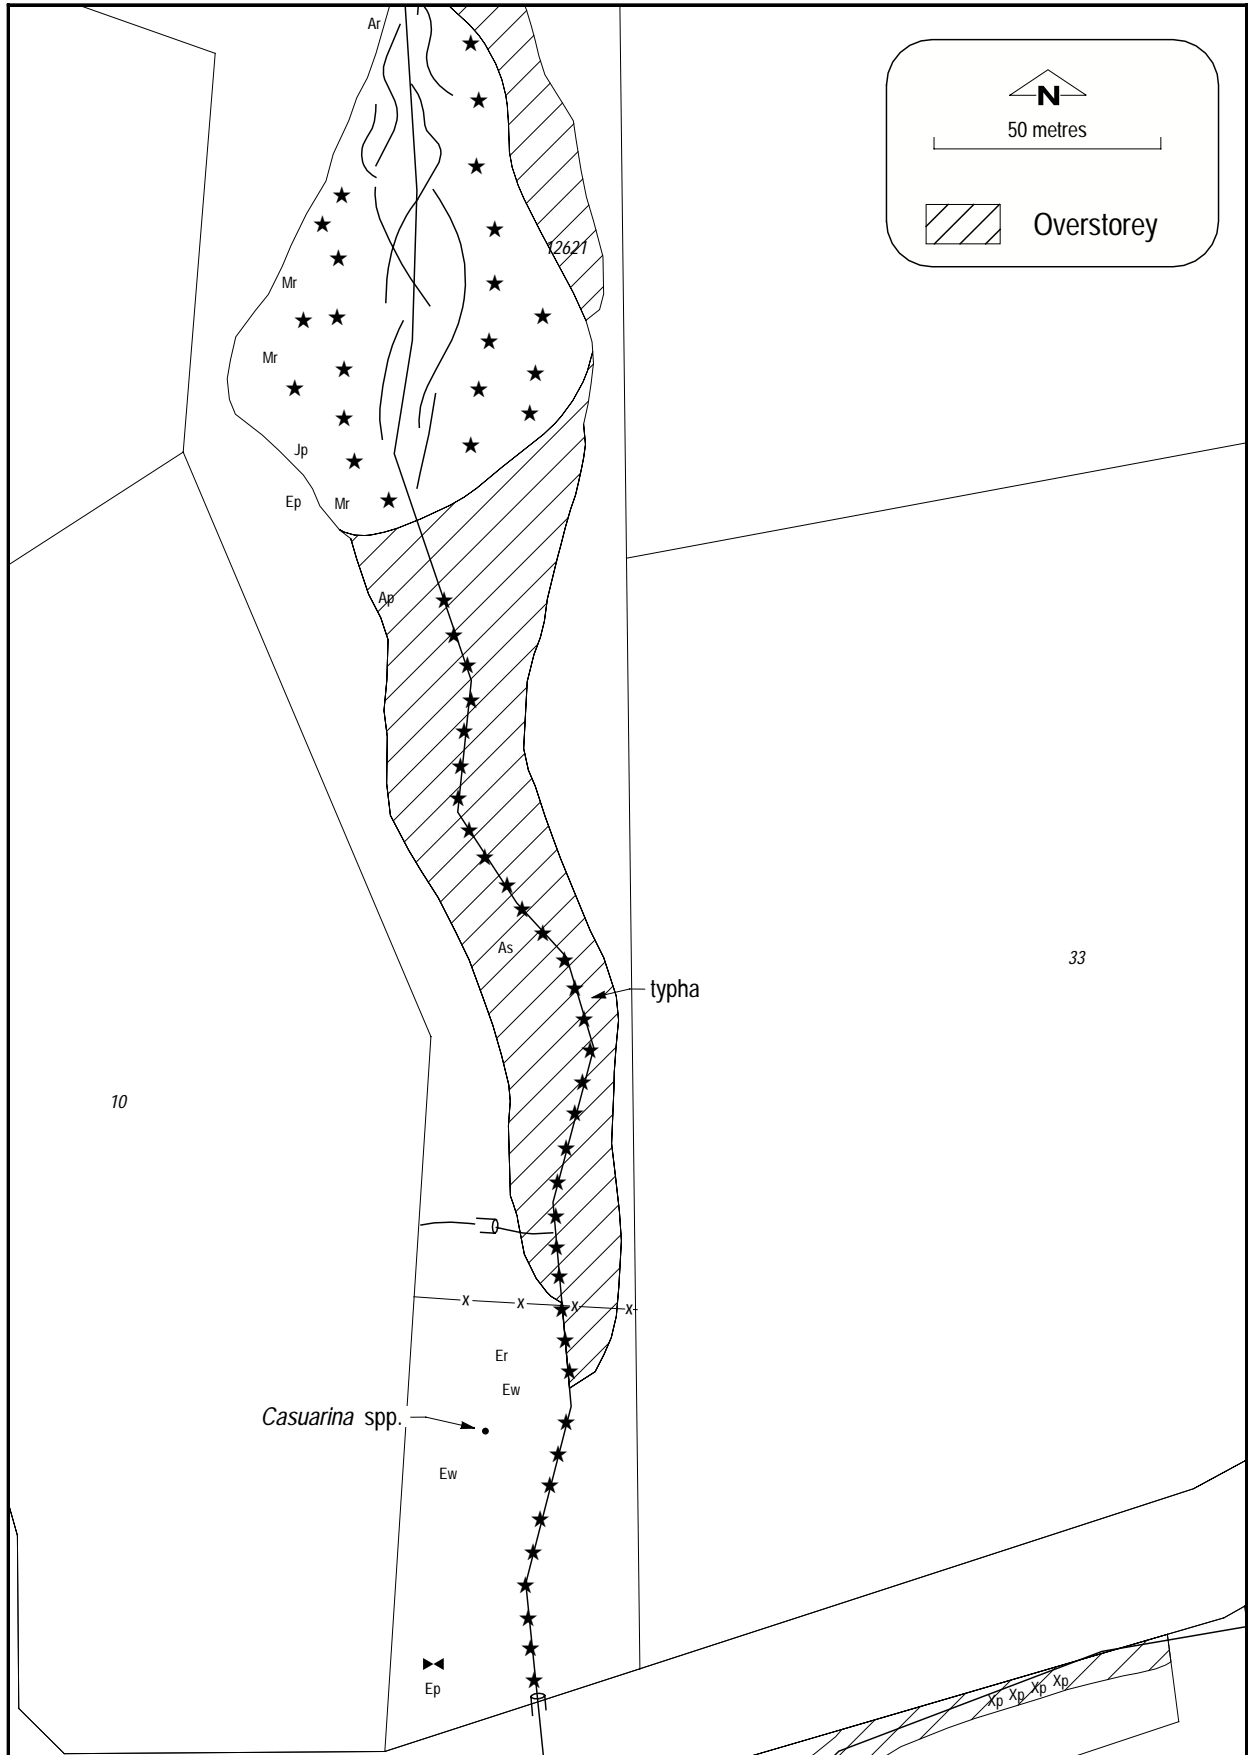 Ar
N
50 metres
Overstorey
12621
Mr
Mr
Jp
Ep
Mr
Ap
As
33
typha
10
x x x x
Er
Ew
Casuarina spp.
Ew
Ep
Xp Xp Xp Xp